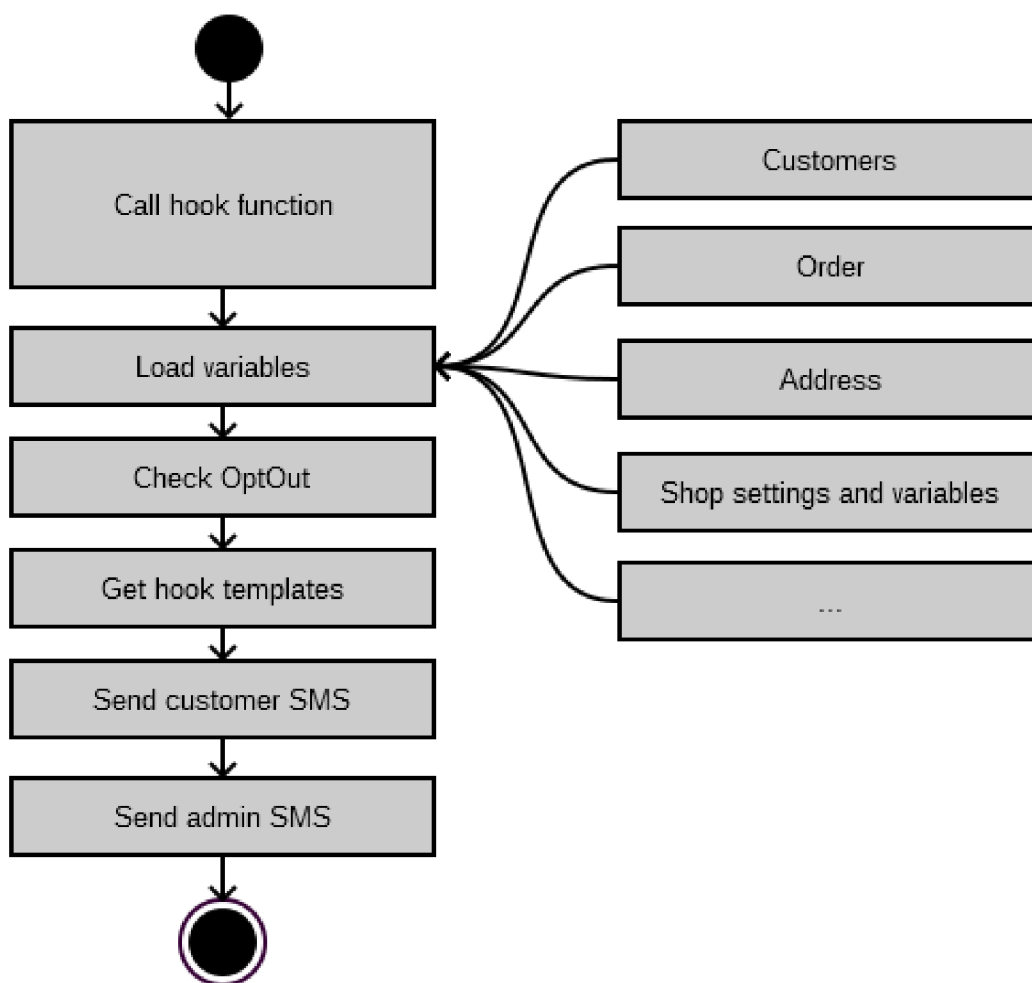 Call hook function
Load variables
Check OptOut
Get hook templates
Send customer SMS
Send admin SMS
Customers
Order
Address
Shop settings and variables
...